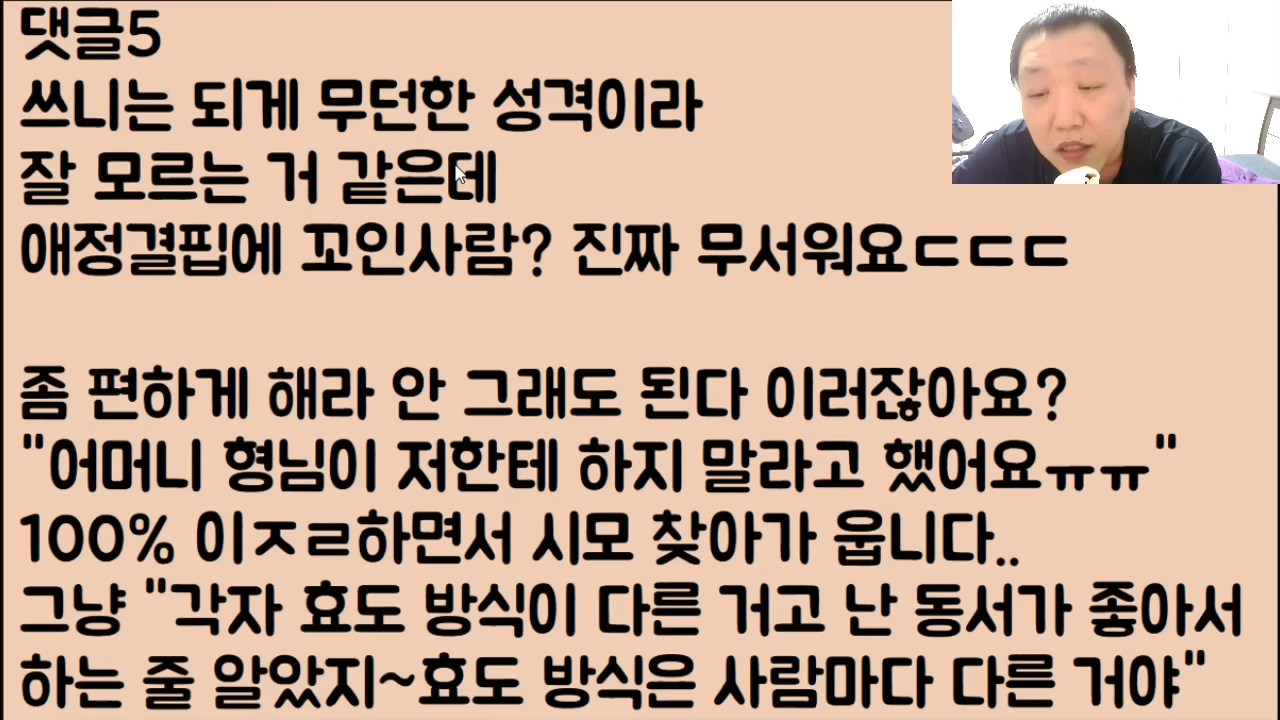 댓글5
쓰니는 되게 무던한 성격이라
잘 모르는 거 같은데
애정결핍에 꼬인사람? 진짜 무서워요ㄷㄷㄷ
좀 편하게 해라 안 그래도 된다 이러잖아요?
"어머니 형님이 저한테 하지 말라고 했어요ㅠㅠ"
100% 이ㅈㄹ하면서 시모 찾아가 웁니다..
그냥 "각자 효도 방식이 다른 거고 난 동서가 좋아서
하는 줄 알았지~효도 방식은 사람마다 다른 거야"